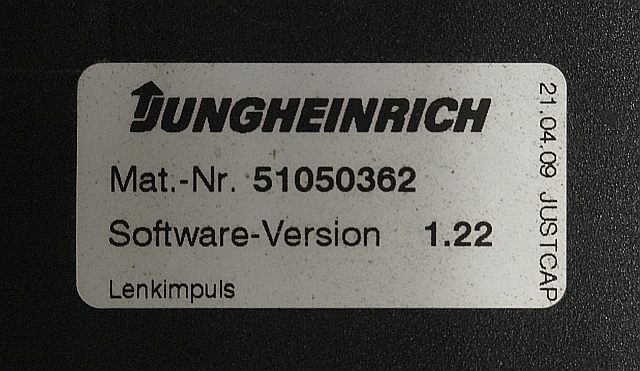 JUNGHEINRICH
Mat.-Nr. 51050362
Software-Version 1.22
Lenkimpuls
21.04.09 JUSTCAP